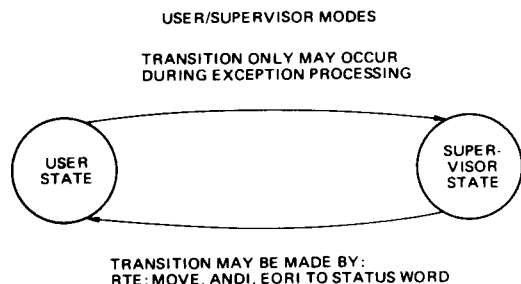 USER/SUPERVISOR MODES
TRANSITION ONLY MAY OCCUR
DURING EXCEPTION PROCESSING
USER
STATE
SUPER-
VISOR
STATE
TRANSITION MAY BE MADE BY:
RTE; MOVE, ANDI, EORI TO STATUS WORD